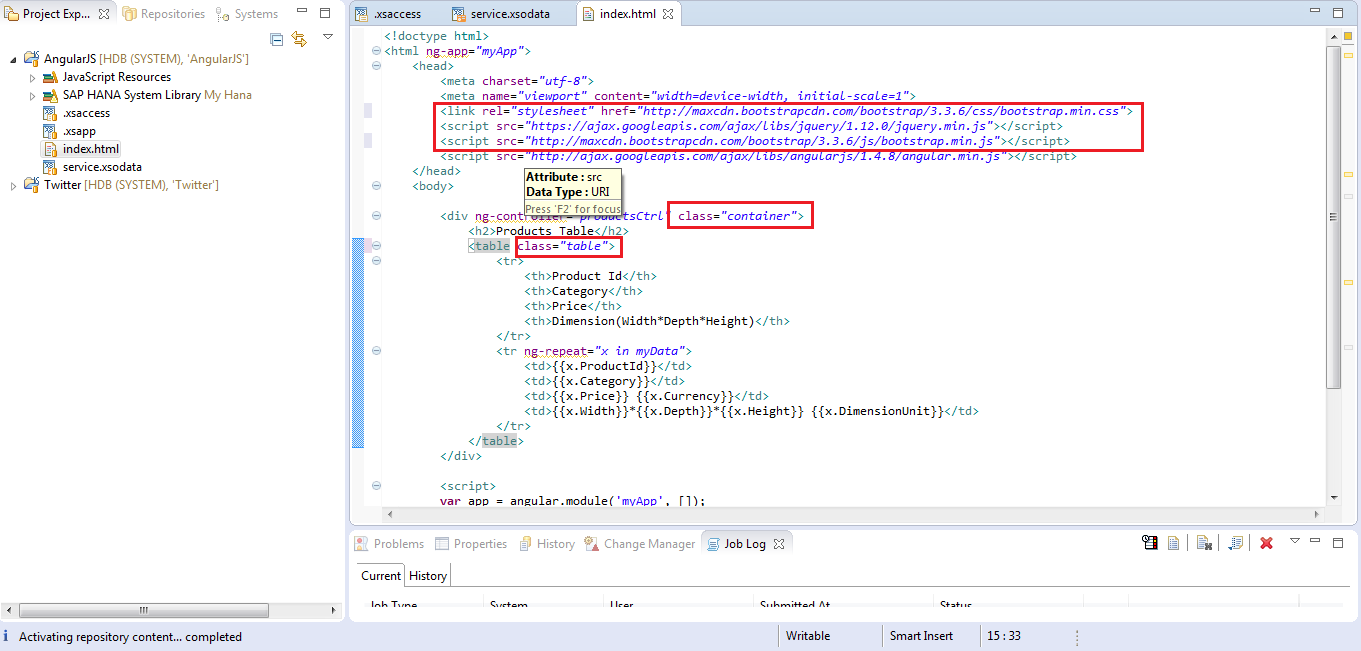 Project Exp... Repositories Systems
AngularJS [HDB (SYSTEM), 'AngularJS']
JavaScript Resources
SAP HANA System Library My Hana
.xsaccess
.xsapp
index.html
service.xsodata
Twitter [HDB (SYSTEM), 'Twitter']
.xsaccess service.xsodata index.html
<!doctype html>
<html ng-app="myApp">
<head>
<meta charset="utf-8">
<meta name="viewport" content="width=device-width, initial-scale=1">
<link rel="stylesheet" href="http://maxcdn.bootstrapcdn.com/bootstrap/3.3.6/css/bootstrap.min.css">
<script src="https://ajax.googleapis.com/ajax/libs/jquery/1.12.0/jquery.min.js"></script>
<script src="http://maxcdn.bootstrapcdn.com/bootstrap/3.3.6/js/bootstrap.min.js"></script>
<script src="http://ajax.googleapis.com/ajax/libs/angularjs/1.4.8/angular.min.js"></script>
</head>
<body>
Attribute : src
Data Type : URI
Press 'F2' for focus
<div ng-controller="productsCtrl" class="container">
<h2>Products Table</h2>
<table class="table">
<tr>
<th>Product Id</th>
<th>Category</th>
<th>Price</th>
<th>Dimension(Width*Depth*Height)</th>
</tr>
<tr ng-repeat="x in myData">
<td>{{x.ProductId}}</td>
<td>{{x.Category}}</td>
<td>{{x.Price}} {{x.Currency}}</td>
<td>{{x.Width}}*{{x.Depth}}*{{x.Height}} {{x.DimensionUnit}}</td>
</tr>
</table>
</div>
<script>
var app = angular.module('myApp', []);
Problems Properties History Change Manager Job Log
Current History
Job Type System User Submitted At Status
Activating repository content... completed Writable Smart Insert 15 : 33